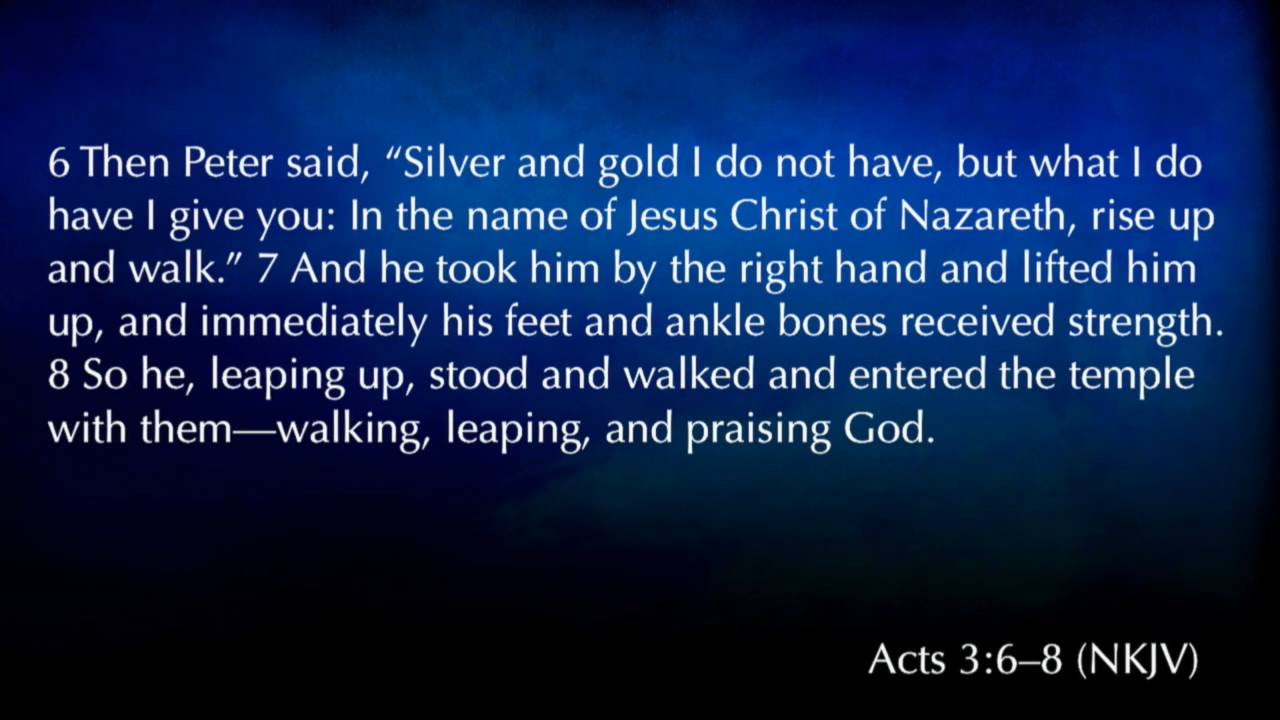 6 Then Peter said, “Silver and gold I do not have, but what I do
have I give you: In the name of Jesus Christ of Nazareth, rise up
and walk.” 7 And he took him by the right hand and lifted him
up, and immediately his feet and ankle bones received strength.
8 So he, leaping up, stood and walked and entered the temple
with them—walking, leaping, and praising God.
Acts 3:6–8 (NKJV)